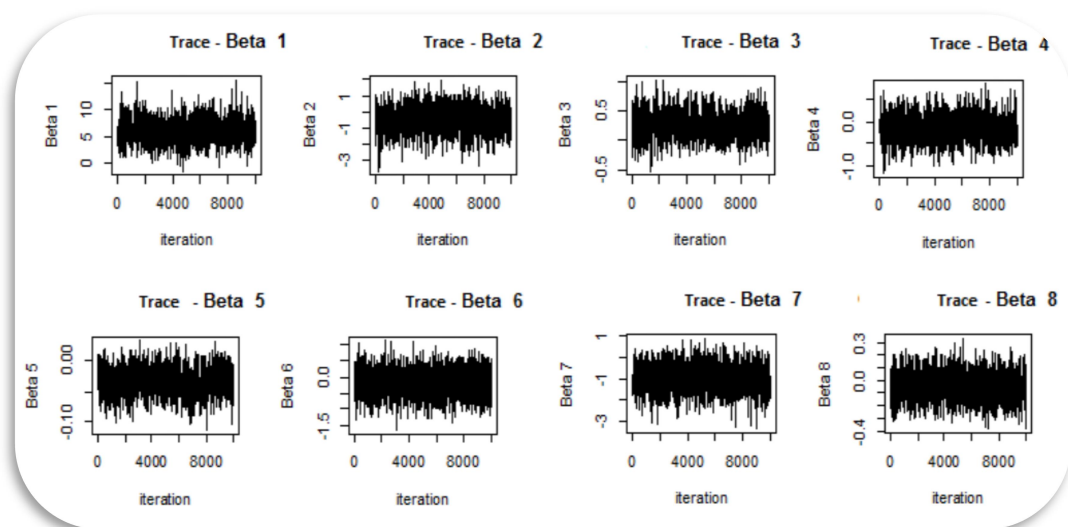 Trace - Beta 1
Trace - Beta 2
Trace - Beta 3
Trace - Beta 4
Beta 1
0 5 10
0 4000 8000
iteration
Beta 2
-3 -1 1
0 4000 8000
iteration
Beta 3
-0.5 0.5
0 4000 8000
iteration
Beta 4
-1.0 0.0
0 4000 8000
iteration
Trace - Beta 5
Trace - Beta 6
Trace - Beta 7
Trace - Beta 8
Beta 5
-0.10 0.00
0 4000 8000
iteration
Beta 6
-1.5 0.0
0 4000 8000
iteration
Beta 7
-3 -1 1
0 4000 8000
iteration
Beta 8
-0.4 0.0 0.3
0 4000 8000
iteration